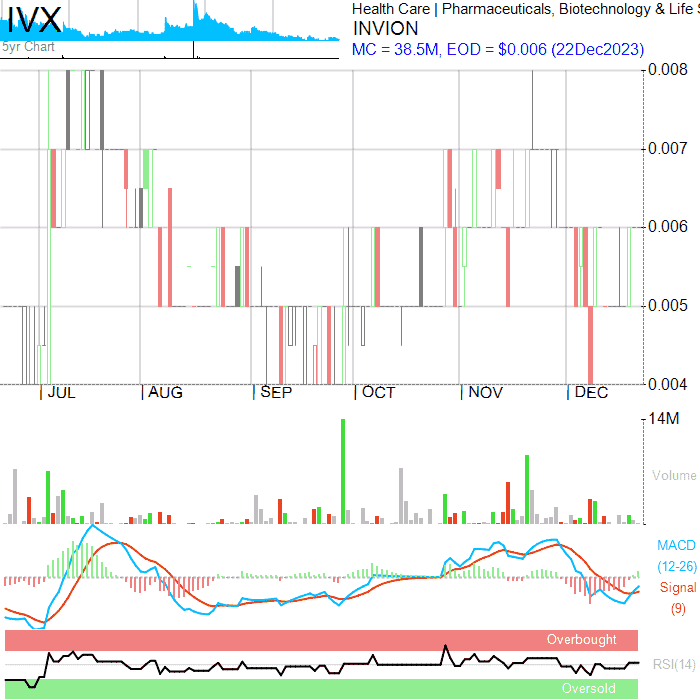 IVX
5yr Chart
Health Care | Pharmaceuticals, Biotechnology & Life S
INVION
MC = 38.5M, EOD = $0.006 (22Dec2023)
0.008
0.007
0.006
0.005
0.004
JUL AUG SEP OCT NOV DEC
14M
Volume
MACD
(12-26)
Signal
(9)
Overbought
RSI(14)
Oversold